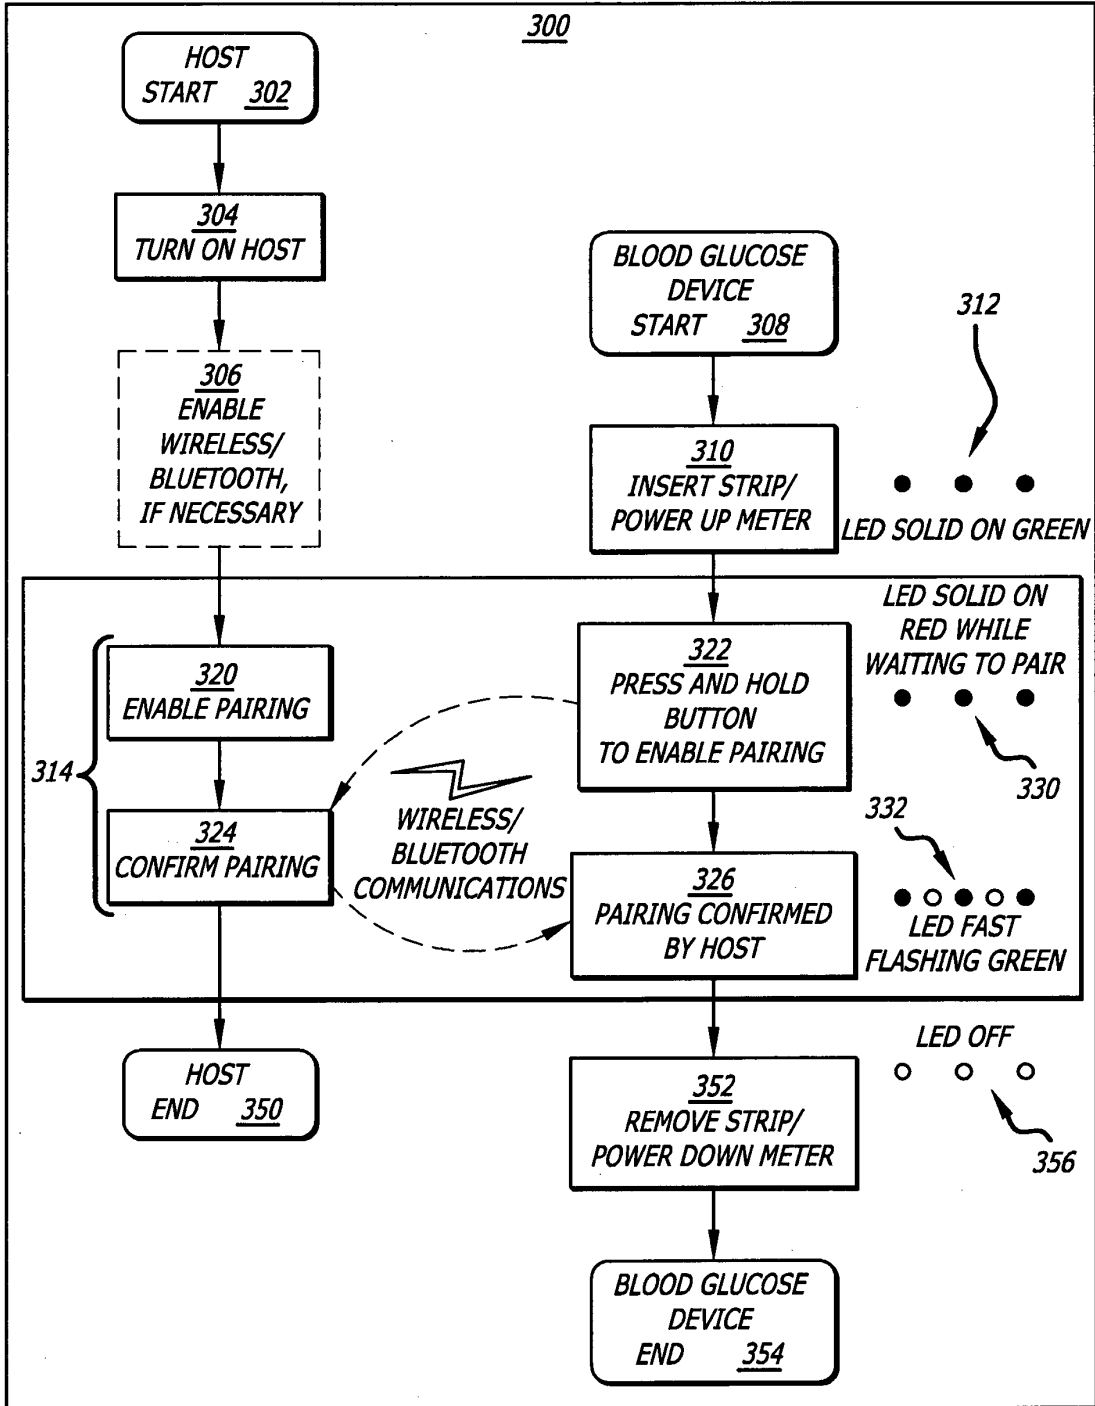 300
HOST
START 302
304
TURN ON HOST
306
ENABLE
WIRELESS/
BLUETOOTH,
IF NECESSARY
BLOOD GLUCOSE
DEVICE
START 308
310
INSERT STRIP/
POWER UP METER
312
LED SOLID ON GREEN
314
320
ENABLE PAIRING
324
CONFIRM PAIRING
WIRELESS/
BLUETOOTH
COMMUNICATIONS
322
PRESS AND HOLD
BUTTON
TO ENABLE PAIRING
326
PAIRING CONFIRMED
BY HOST
LED SOLID ON
RED WHILE
WAITING TO PAIR
330
332
LED FAST
FLASHING GREEN
HOST
END 350
352
REMOVE STRIP/
POWER DOWN METER
LED OFF
356
BLOOD GLUCOSE
DEVICE
END 354